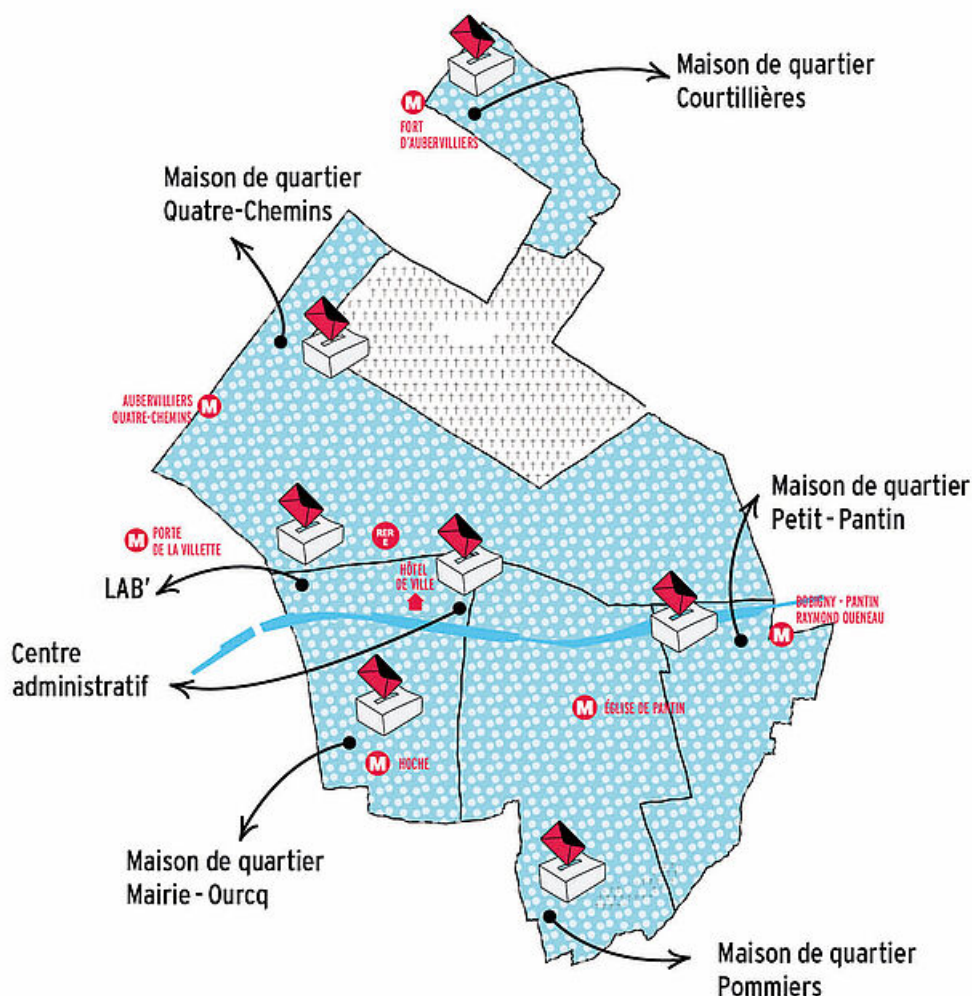 Maison de quartier
Courtillières
M
FORT
D'AUBERVILLIERS
Maison de quartier
Quatre-Chemins
AUBERVILLIERS
QUATRE-CHEMINS
M
Maison de quartier
Petit-Pantin
M
PORTE
DE LA VILLETTE
RER
E
HÔTEL
DE VILLE
LAB'
BOBIGNY - PANTIN
RAYMOND QUENEAU
M
Centre
administratif
M
ÉGLISE DE PANTIN
M
HOCHE
Maison de quartier
Mairie-Ourcq
Maison de quartier
Pommiers